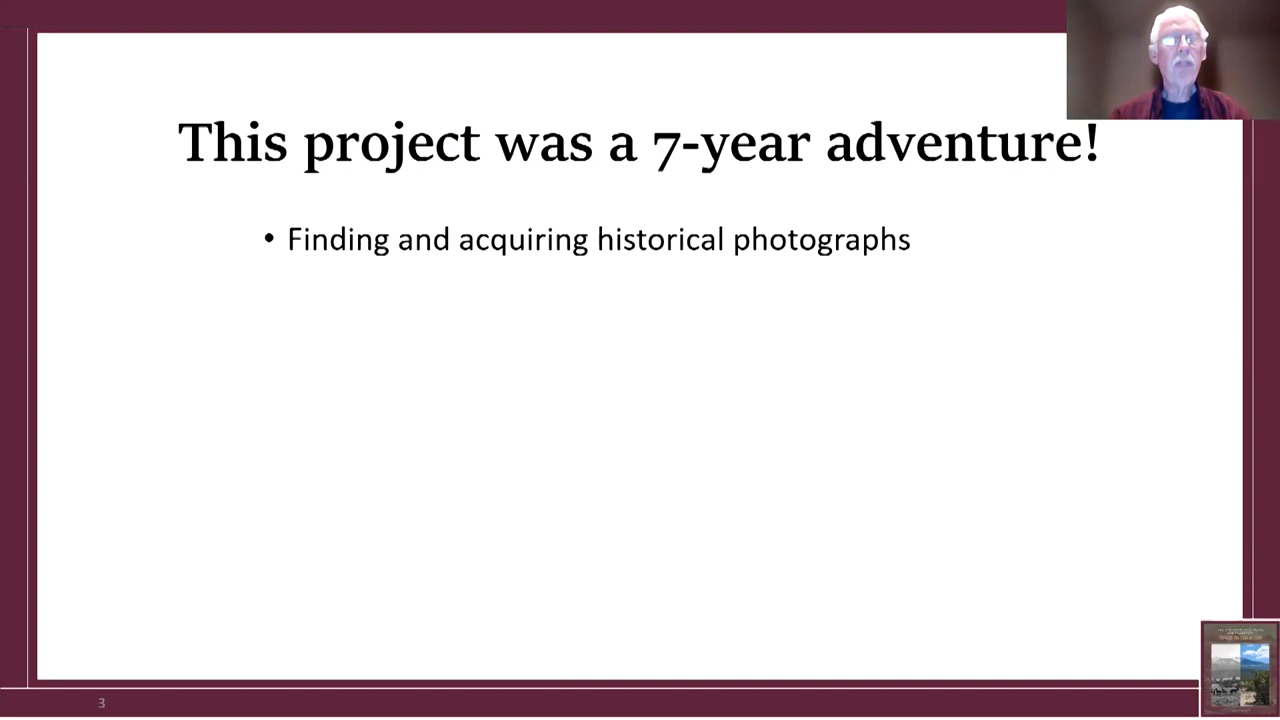 This project was a 7-year adventure!
• Finding and acquiring historical photographs
3